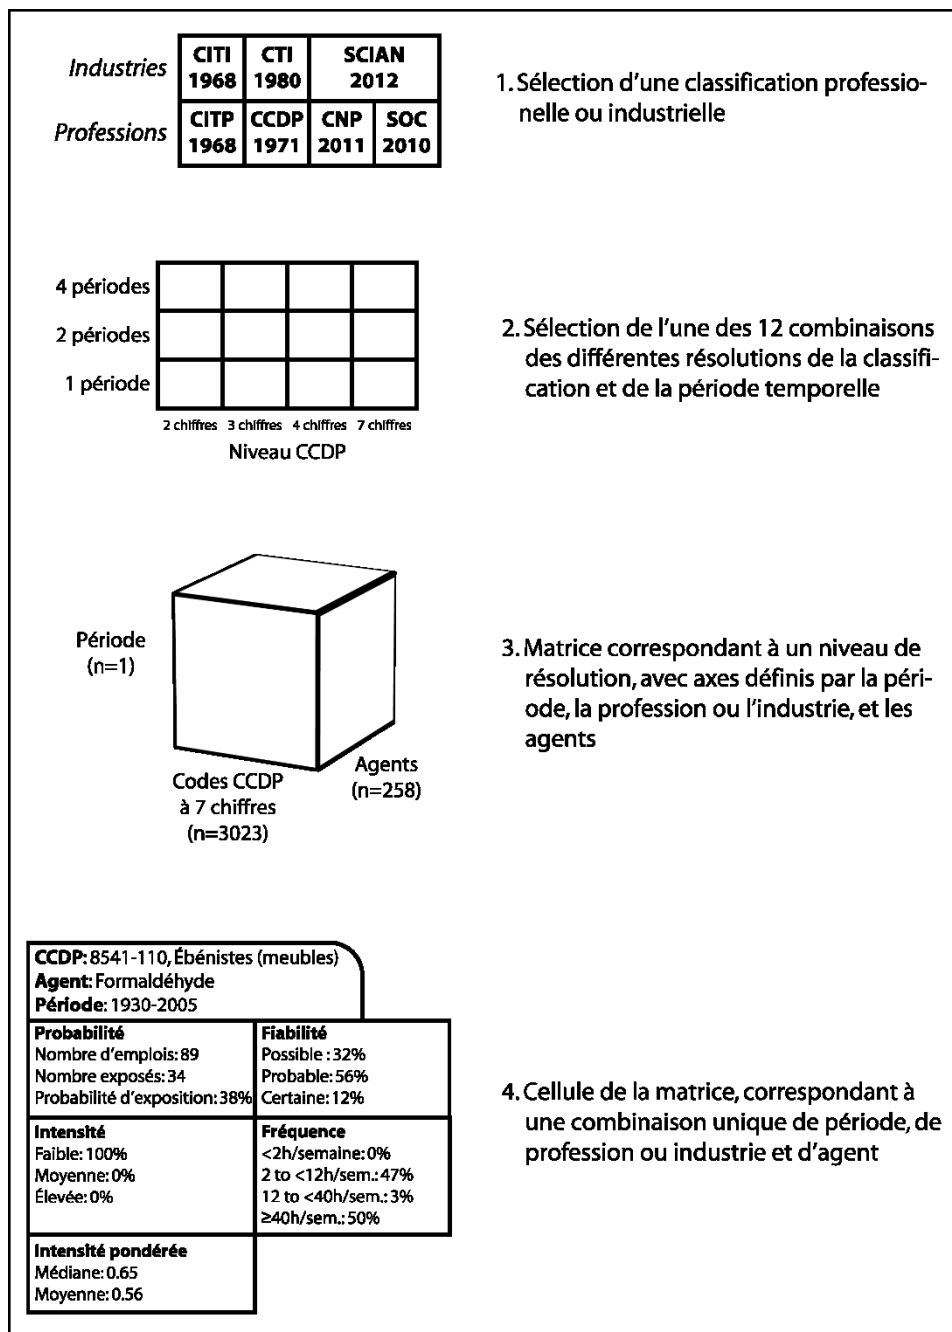 Industries
CITI
1968
CTI
1980
SCIAN
2012
Professions
CITP
1968
CCDP
1971
CNP
2011
SOC
2010
1. Sélection d'une classification professio-
nelle ou industrielle
4 périodes
2 périodes
1 période
2 chiffres 3 chiffres 4 chiffres 7 chiffres
Niveau CCDP
2. Sélection de l'une des 12 combinaisons
des différentes résolutions de la classifi-
cation et de la période temporelle
Période
(n=1)
Codes CCDP
à 7 chiffres
(n=3023)
Agents
(n=258)
3. Matrice correspondant à un niveau de
résolution, avec axes définis par la péri-
ode, la profession ou l'industrie, et les
agents
CCDP: 8541-110, Ébénistes (meubles)
Agent: Formaldéhyde
Période: 1930-2005
Probabilité
Nombre d'emplois: 89
Nombre exposés: 34
Probabilité d'exposition: 38%
Fiabilité
Possible : 32%
Probable: 56%
Certaine: 12%
Intensité
Faible: 100%
Moyenne: 0%
Élevée: 0%
Fréquence
<2h/semaine: 0%
2 to <12h/sem.: 47%
12 to <40h/sem.: 3%
≥40h/sem.: 50%
Intensité pondérée
Médiane: 0.65
Moyenne: 0.56
4. Cellule de la matrice, correspondant à
une combinaison unique de période, de
profession ou industrie et d'agent